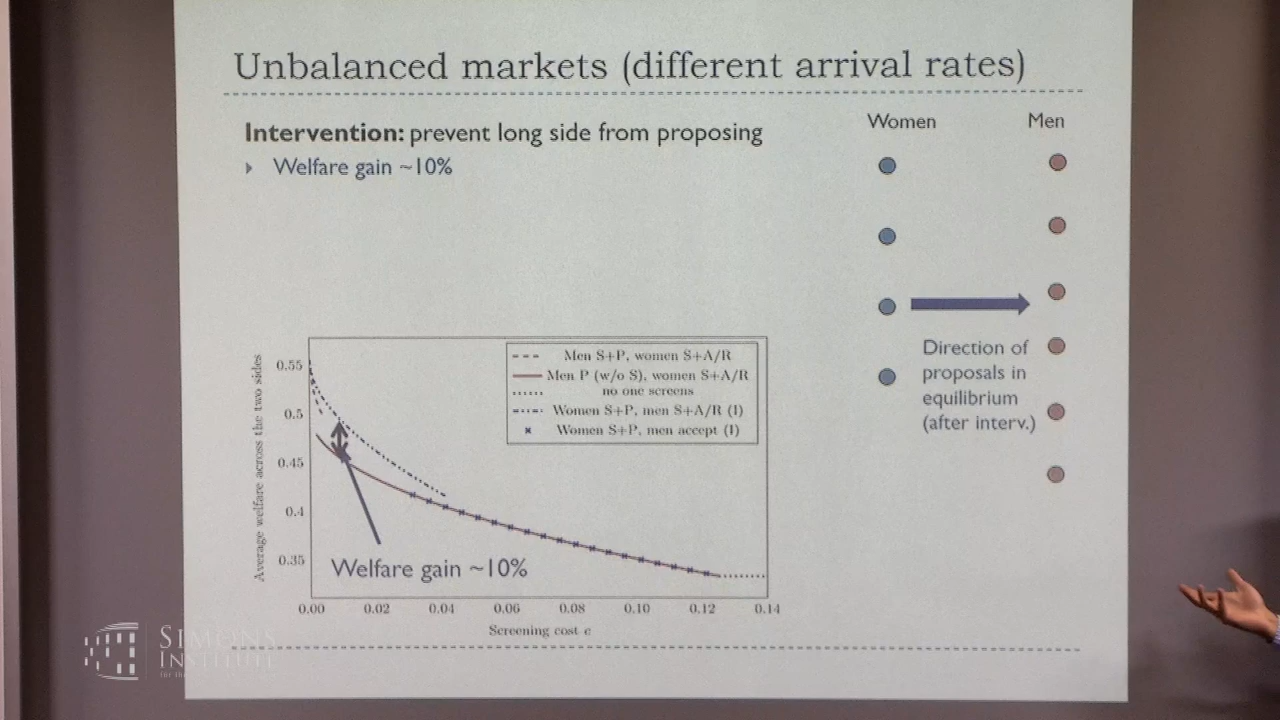 Unbalanced markets (different arrival rates)
Intervention: prevent long side from proposing
Welfare gain ~10%
Women
Men
Direction of
proposals in
equilibrium
(after interv.)
Average welfare across the two sides
0.55
0.5
0.45
0.4
0.35
Men S+P, women S+A/R
Men P (w/o S), women S+A/R
no one screens
Women S+P, men S+A/R (I)
Women S+P, men accept (I)
Welfare gain ~10%
0.00 0.02 0.04 0.06 0.08 0.10 0.12 0.14
Screening cost c
SIMONS
INSTITUTE